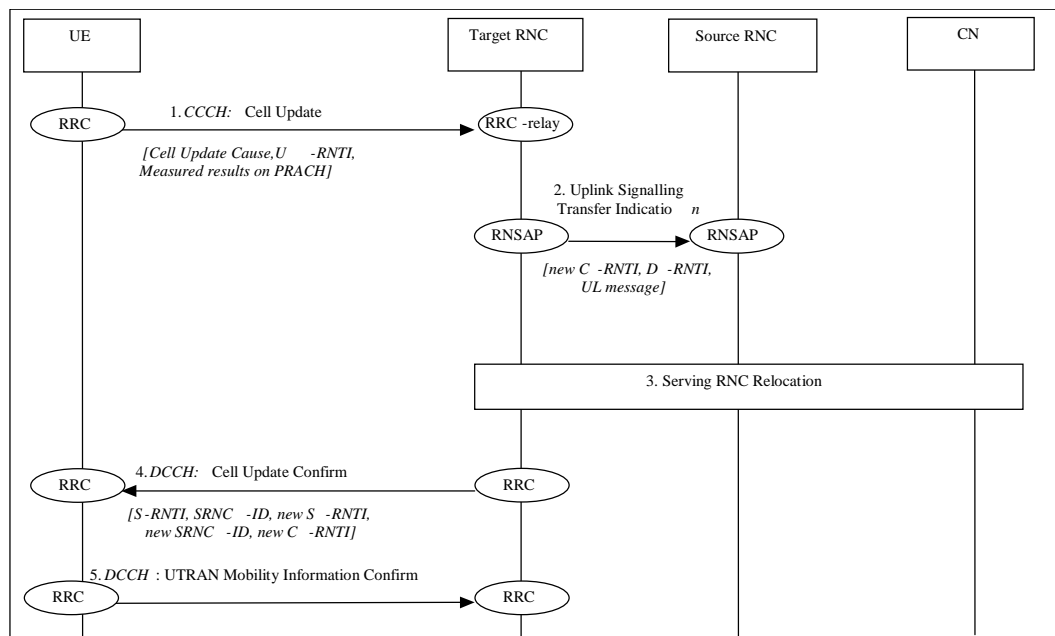 UE
Target RNC
Source RNC
CN
RRC
1. CCCH: Cell Update
RRC -relay
[Cell Update Cause,U -RNTI,
Measured results on PRACH]
2. Uplink Signalling
Transfer Indicatio n
RNSAP
RNSAP
[new C -RNTI, D -RNTI,
UL message]
3. Serving RNC Relocation
4. DCCH: Cell Update Confirm
RRC
RRC
[S-RNTI, SRNC -ID, new S -RNTI,
new SRNC -ID, new C -RNTI]
5. DCCH : UTRAN Mobility Information Confirm
RRC
RRC